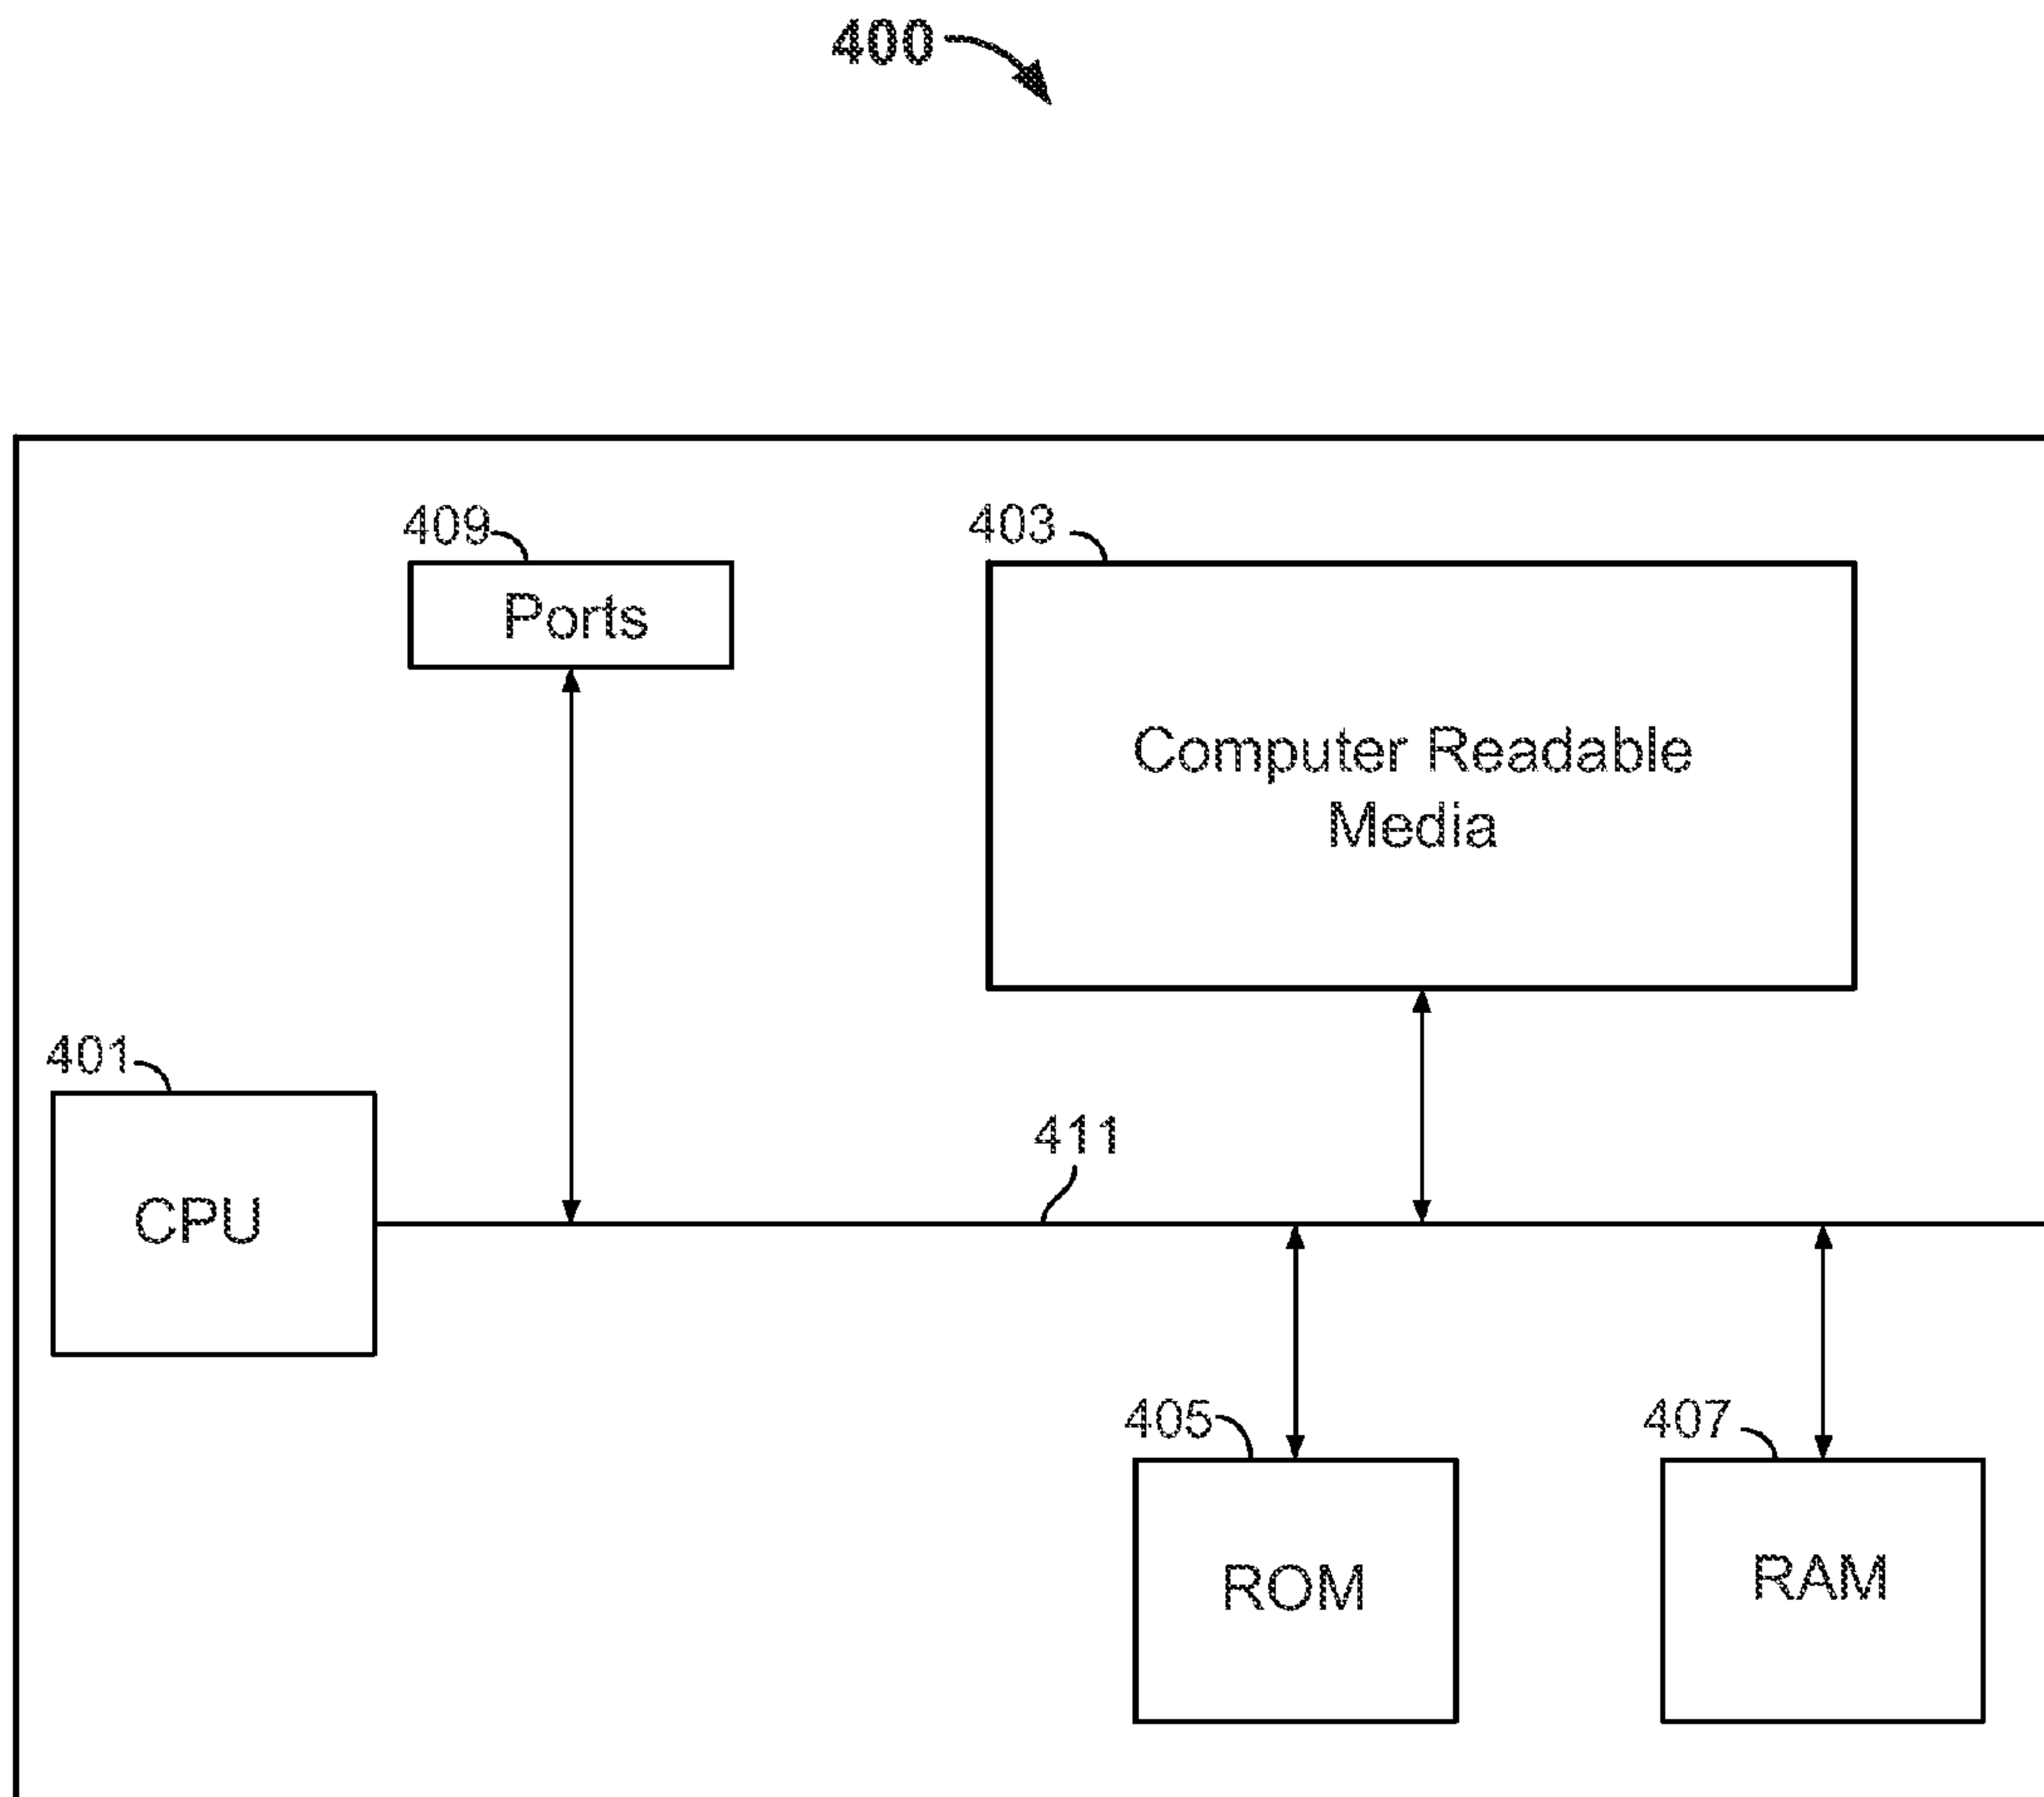 400
409
403
Ports
Computer Readable
Media
401
411
CPU
405
407
ROM
RAM